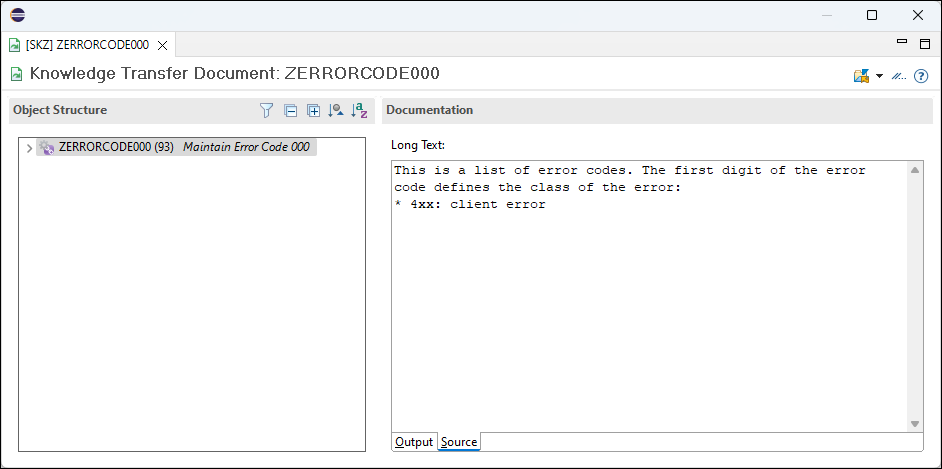 [SKZ] ZERRORCODE000
Knowledge Transfer Document: ZERRORCODE000
Object Structure
Documentation
ZERRORCODE000 (93) Maintain Error Code 000
Long Text:
This is a list of error codes. The first digit of the error
code defines the class of the error:
* 4xx: client error
Output
Source